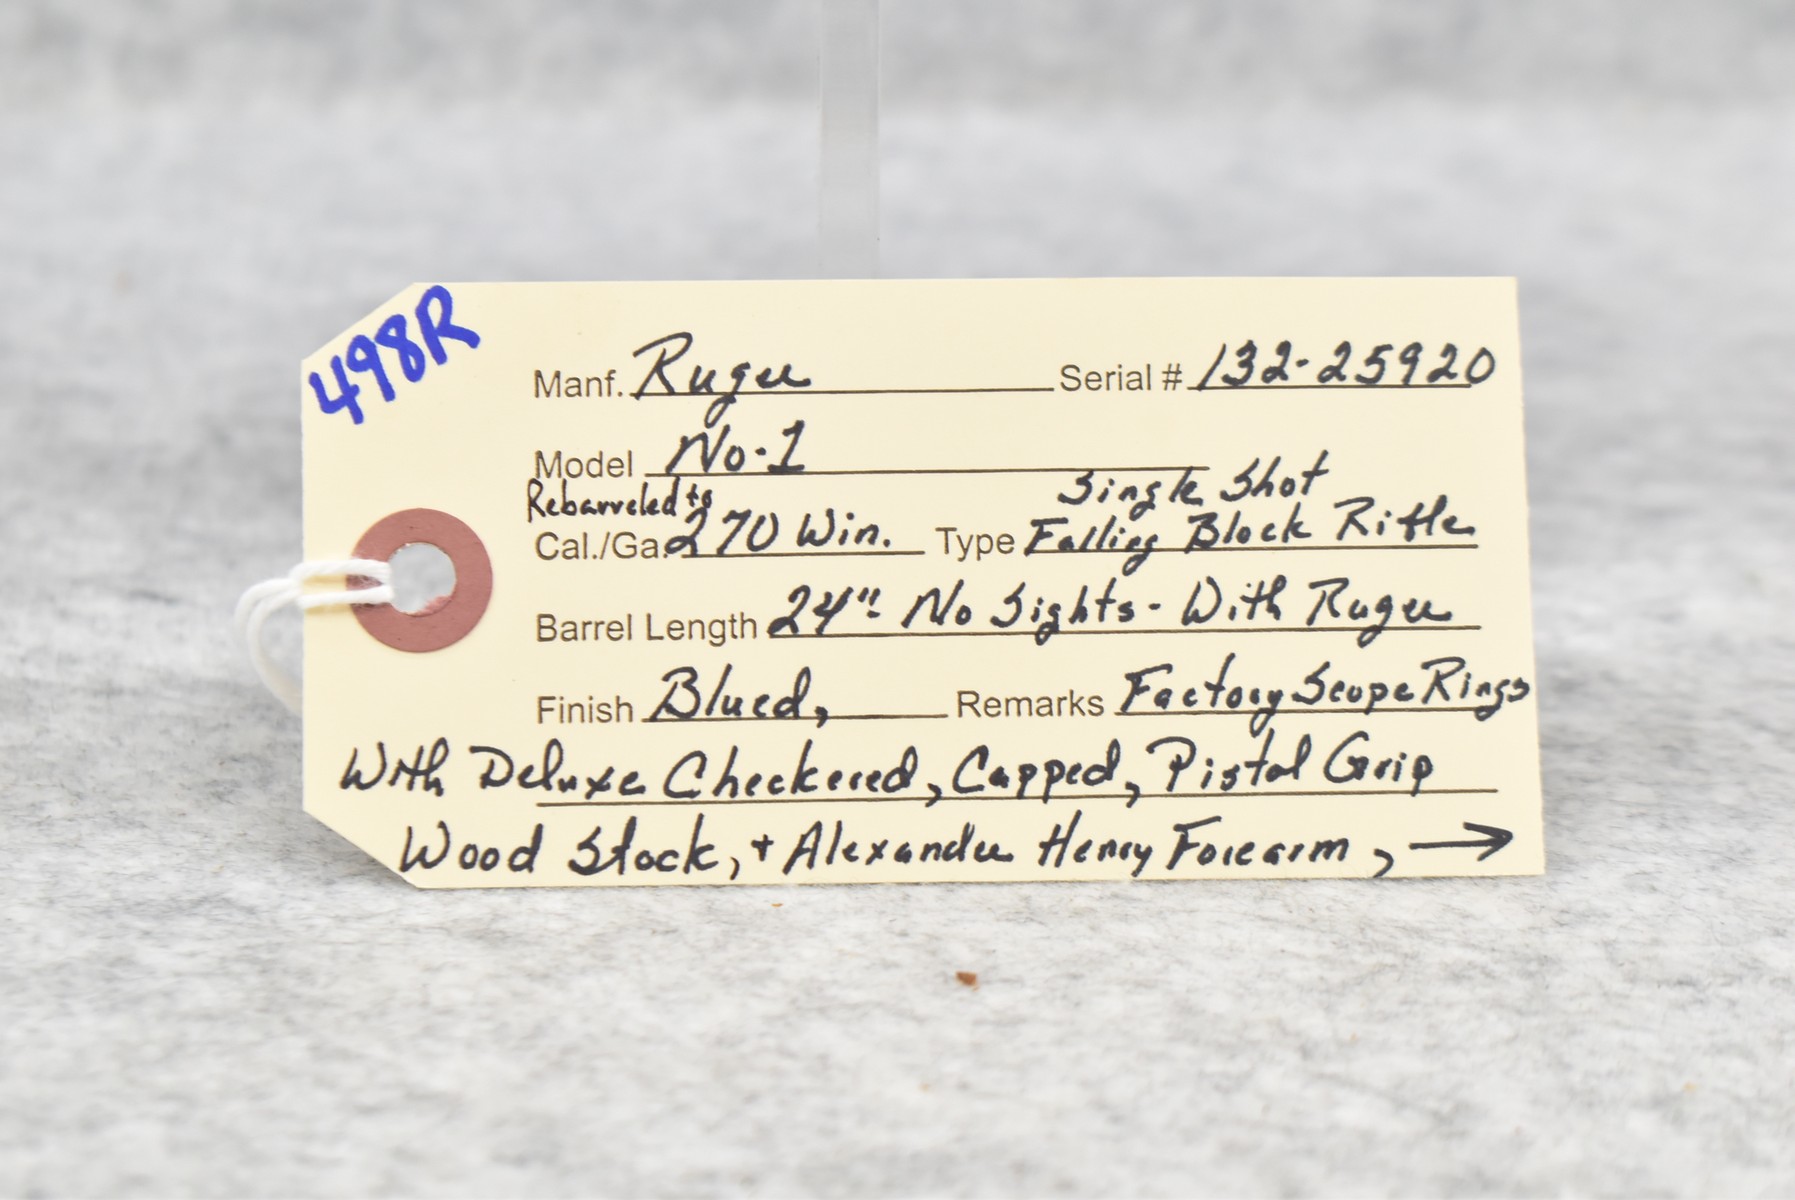 498R
Manf. Ruger Serial # 132-25920
Model No-1
Rebarreled to Single Shot
Cal./Ga. 270 Win. Type Falling Block Rifle
Barrel Length 24" - No Sights - With Ruger
Finish Blued, Remarks Factory Scope Rings
With Deluxe Checkered, Capped, Pistol Grip
Wood Stock, + Alexander Henry Forearm, →